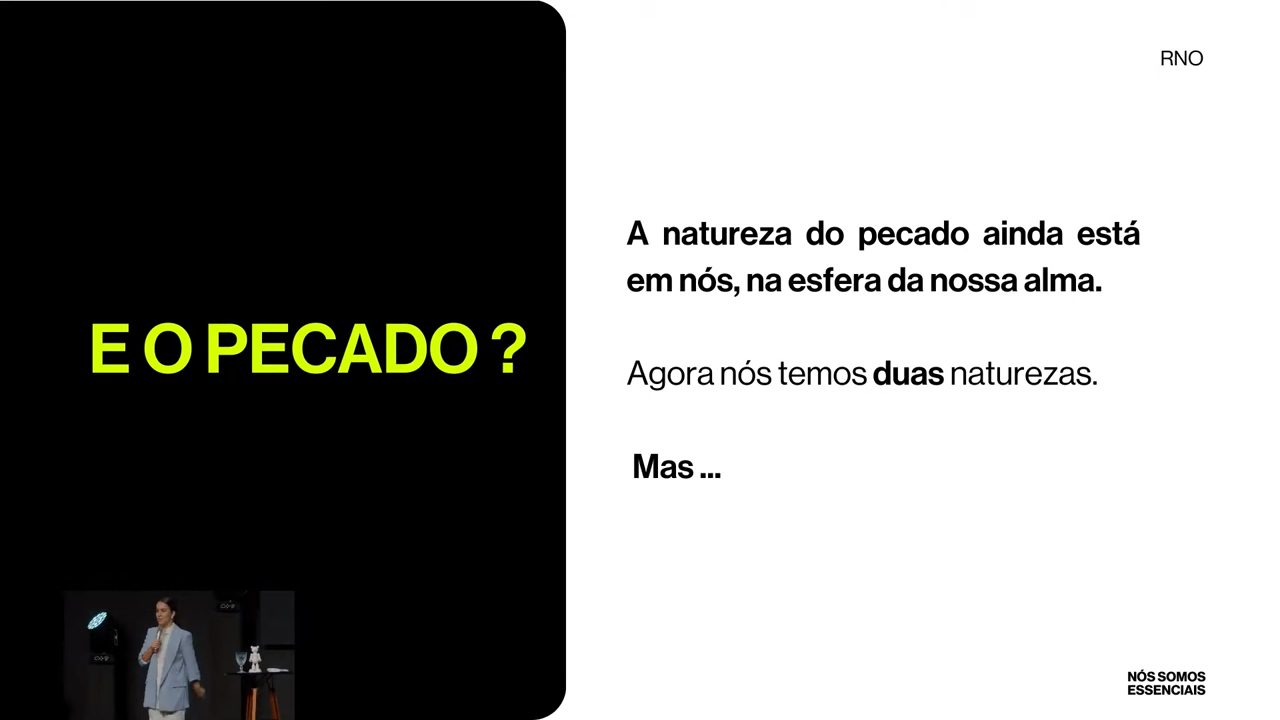 RNO
E O PECADO ?
A natureza do pecado ainda está
em nós, na esfera da nossa alma.
Agora nós temos duas naturezas.
Mas ...
NÓS SOMOS
ESSENCIAIS